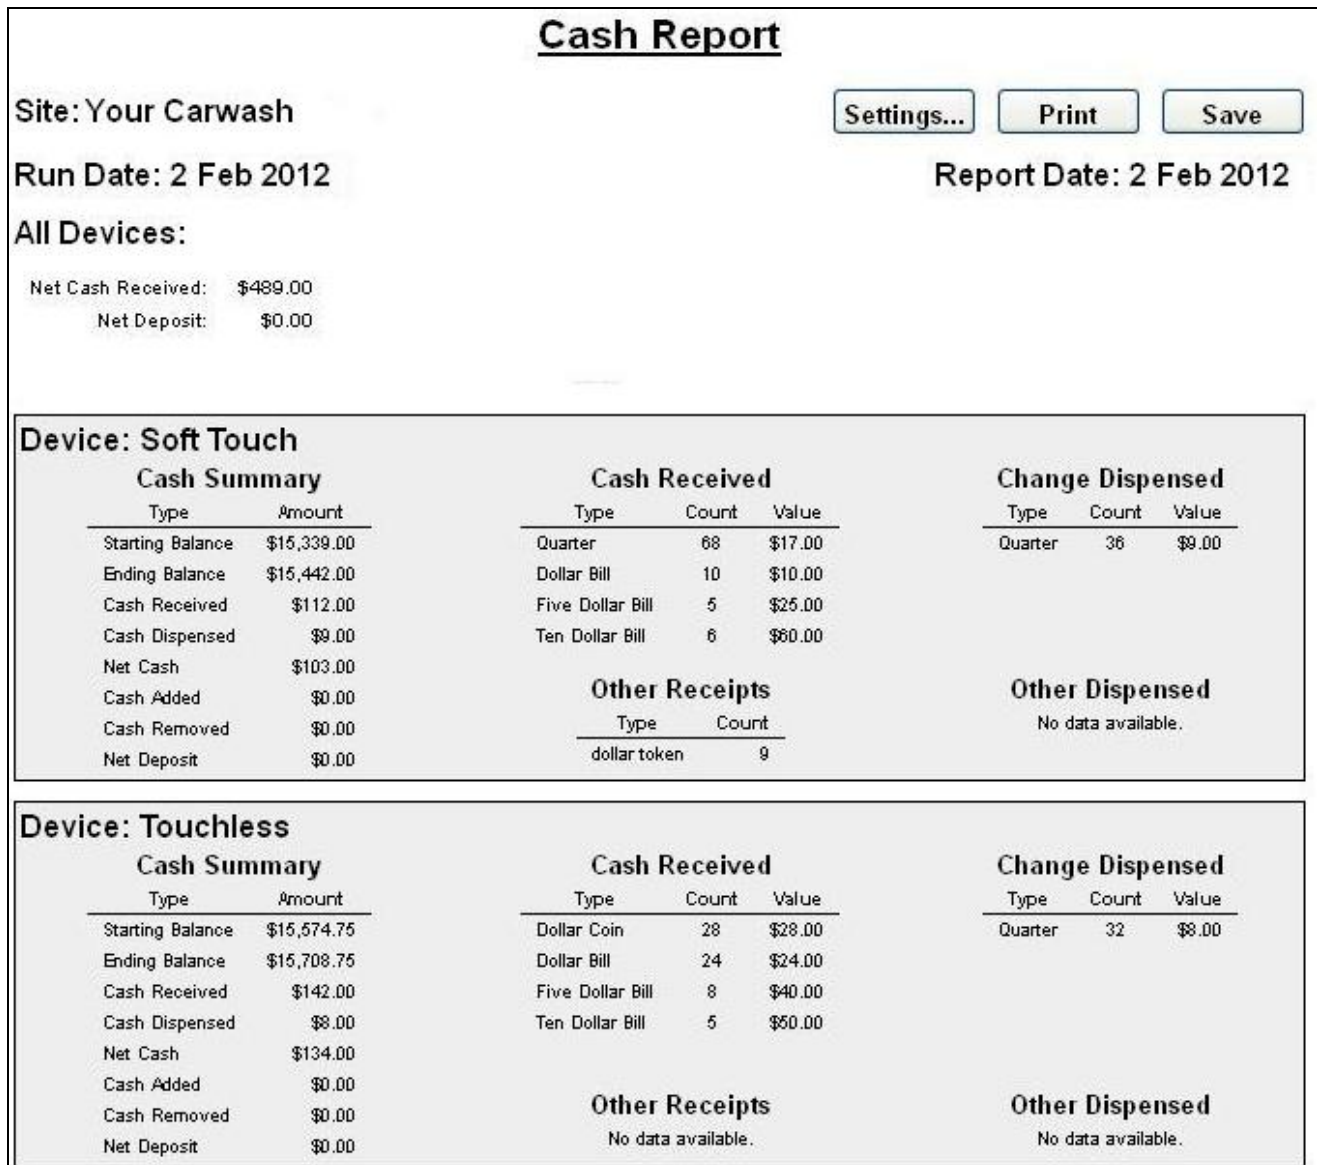 Cash Report
Site: Your Carwash
Settings... Print Save
Run Date: 2 Feb 2012 Report Date: 2 Feb 2012
All Devices:
Net Cash Received: $489.00
Net Deposit: $0.00
Device: Soft Touch
Cash Summary Cash Received Change Dispensed
Type Amount Type Count Value Type Count Value
Starting Balance $15,339.00 Quarter 68 $17.00 Quarter 36 $9.00
Ending Balance $15,442.00 Dollar Bill 10 $10.00
Cash Received $112.00 Five Dollar Bill 5 $25.00
Cash Dispensed $9.00 Ten Dollar Bill 6 $60.00
Net Cash $103.00
Other Receipts Other Dispensed
Cash Added $0.00
Type Count No data available.
Cash Removed $0.00
dollar token 9
Net Deposit $0.00
Device: Touchless
Cash Summary Cash Received Change Dispensed
Type Amount Type Count Value Type Count Value
Starting Balance $15,574.75 Dollar Coin 28 $28.00 Quarter 32 $8.00
Ending Balance $15,708.75 Dollar Bill 24 $24.00
Cash Received $142.00 Five Dollar Bill 8 $40.00
Cash Dispensed $8.00 Ten Dollar Bill 5 $50.00
Net Cash $134.00
Cash Added $0.00
Other Receipts Other Dispensed
Cash Removed $0.00
No data available. No data available.
Net Deposit $0.00